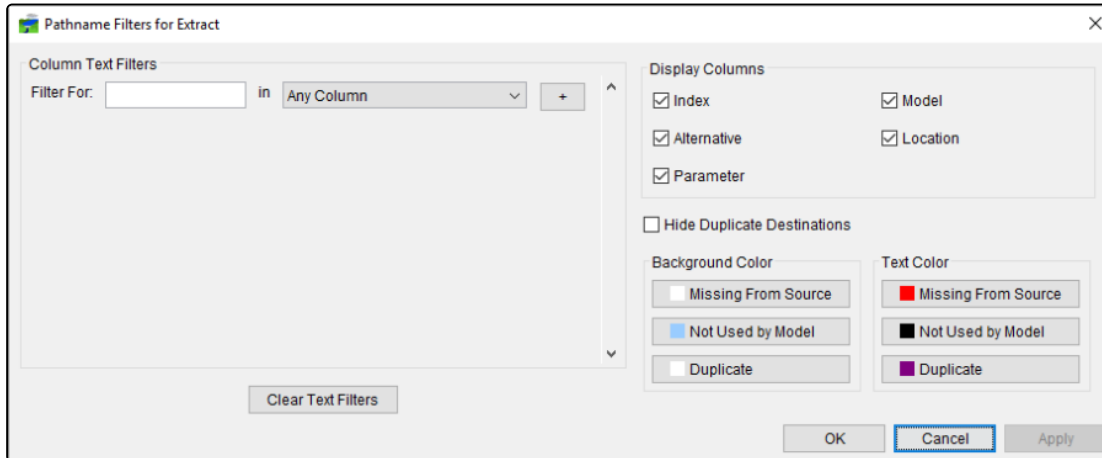 Pathname Filters for Extract
Column Text Filters
Filter For: in Any Column +
Clear Text Filters
Display Columns
Index Model
Alternative Location
Parameter
Hide Duplicate Destinations
Background Color Text Color
Missing From Source Missing From Source
Not Used by Model Not Used by Model
Duplicate Duplicate
OK Cancel Apply